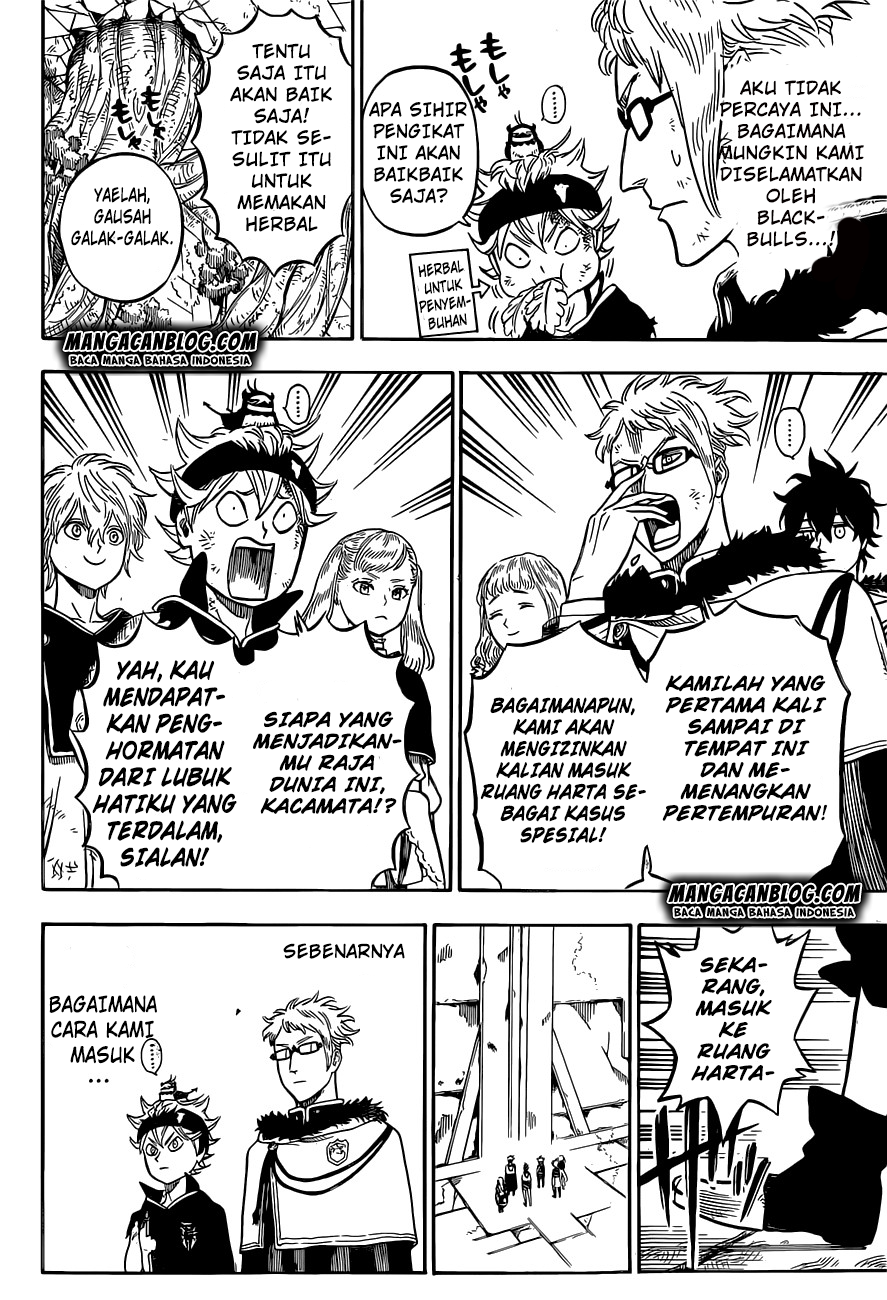 AKU TIDAK
PERCAYA INI...
BAGAIMANA
MUNGKIN KAMI
DISELAMATKAN
OLEH
BLACK-
BULLS...!
もしゃ
もしゃ
APA SIHIR
PENGIKAT
INI AKAN
BAIKBAIK
SAJA?
HERBAL
UNTUK
PENYEM-
BUHAN
TENTU
SAJA ITU
AKAN BAIK
SAJA!
TIDAK SE-
SULIT ITU
UNTUK
MEMAKAN
HERBAL
もしゃ
もしゃ
YAELAH,
GAUSAH
GALAK-GALAK.
MANGACANBLOG.COM
BACA MANGA BAHASA INDONESIA
KAMILAH YANG
PERTAMA KALI
SAMPAI DI
TEMPAT INI
DAN ME-
MENANGKAN
PERTEMPURAN!
BAGAIMANAPUN,
KAMI AKAN
MENGIZINKAN
KALIAN MASUK
RUANG HARTA SE-
BAGAI KASUS
SPESIAL!
SIAPA YANG
MENJADIKAN-
MU RAJA
DUNIA INI,
KACAMATA!?
YAH, KAU
MENDAPAT-
KAN PENG-
HORMATAN
DARI LUBUK
HATIKU YANG
TERDALAM,
SIALAN!
MANGACANBLOG.COM
BACA MANGA BAHASA INDONESIA
SEKA-
RANG,
MASUK
KE
RUANG
HARTA-
SEBENARNYA
BAGAIMANA
CARA KAMI
MASUK
...